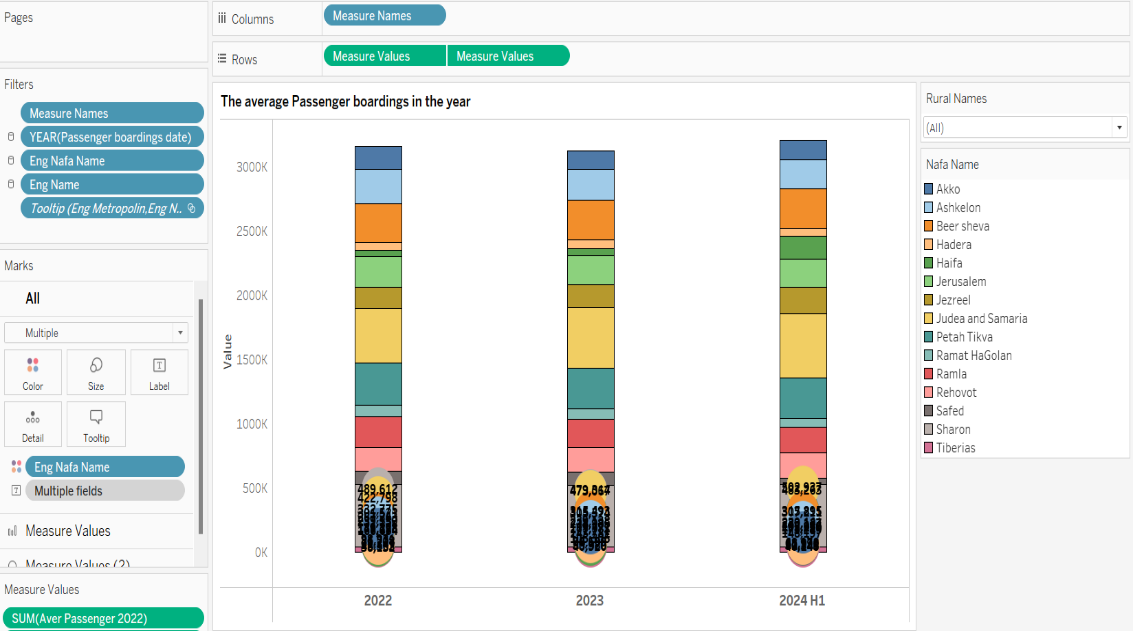 Pages
Columns
Measure Names
Rows
Measure Values
Measure Values
Filters
Measure Names
YEAR(Passenger boardings date)
Eng Nafa Name
Eng Name
Tooltip (Eng Metropolin,Eng N..
Marks
All
Multiple
Color
Size
Label
Detail
Tooltip
Eng Nafa Name
Multiple fields
Measure Values
Measure Values (2)
Measure Values
SUM(Aver Passenger 2022)
The average Passenger boardings in the year
Value
3000K
2500K
2000K
1500K
1000K
500K
0K
489,612
422,798
2022
2023
2024 H1
Rural Names
(All)
Nafa Name
Akko
Ashkelon
Beer sheva
Hadera
Haifa
Jerusalem
Jezreel
Judea and Samaria
Petah Tikva
Ramat HaGolan
Ramla
Rehovot
Safed
Sharon
Tiberias